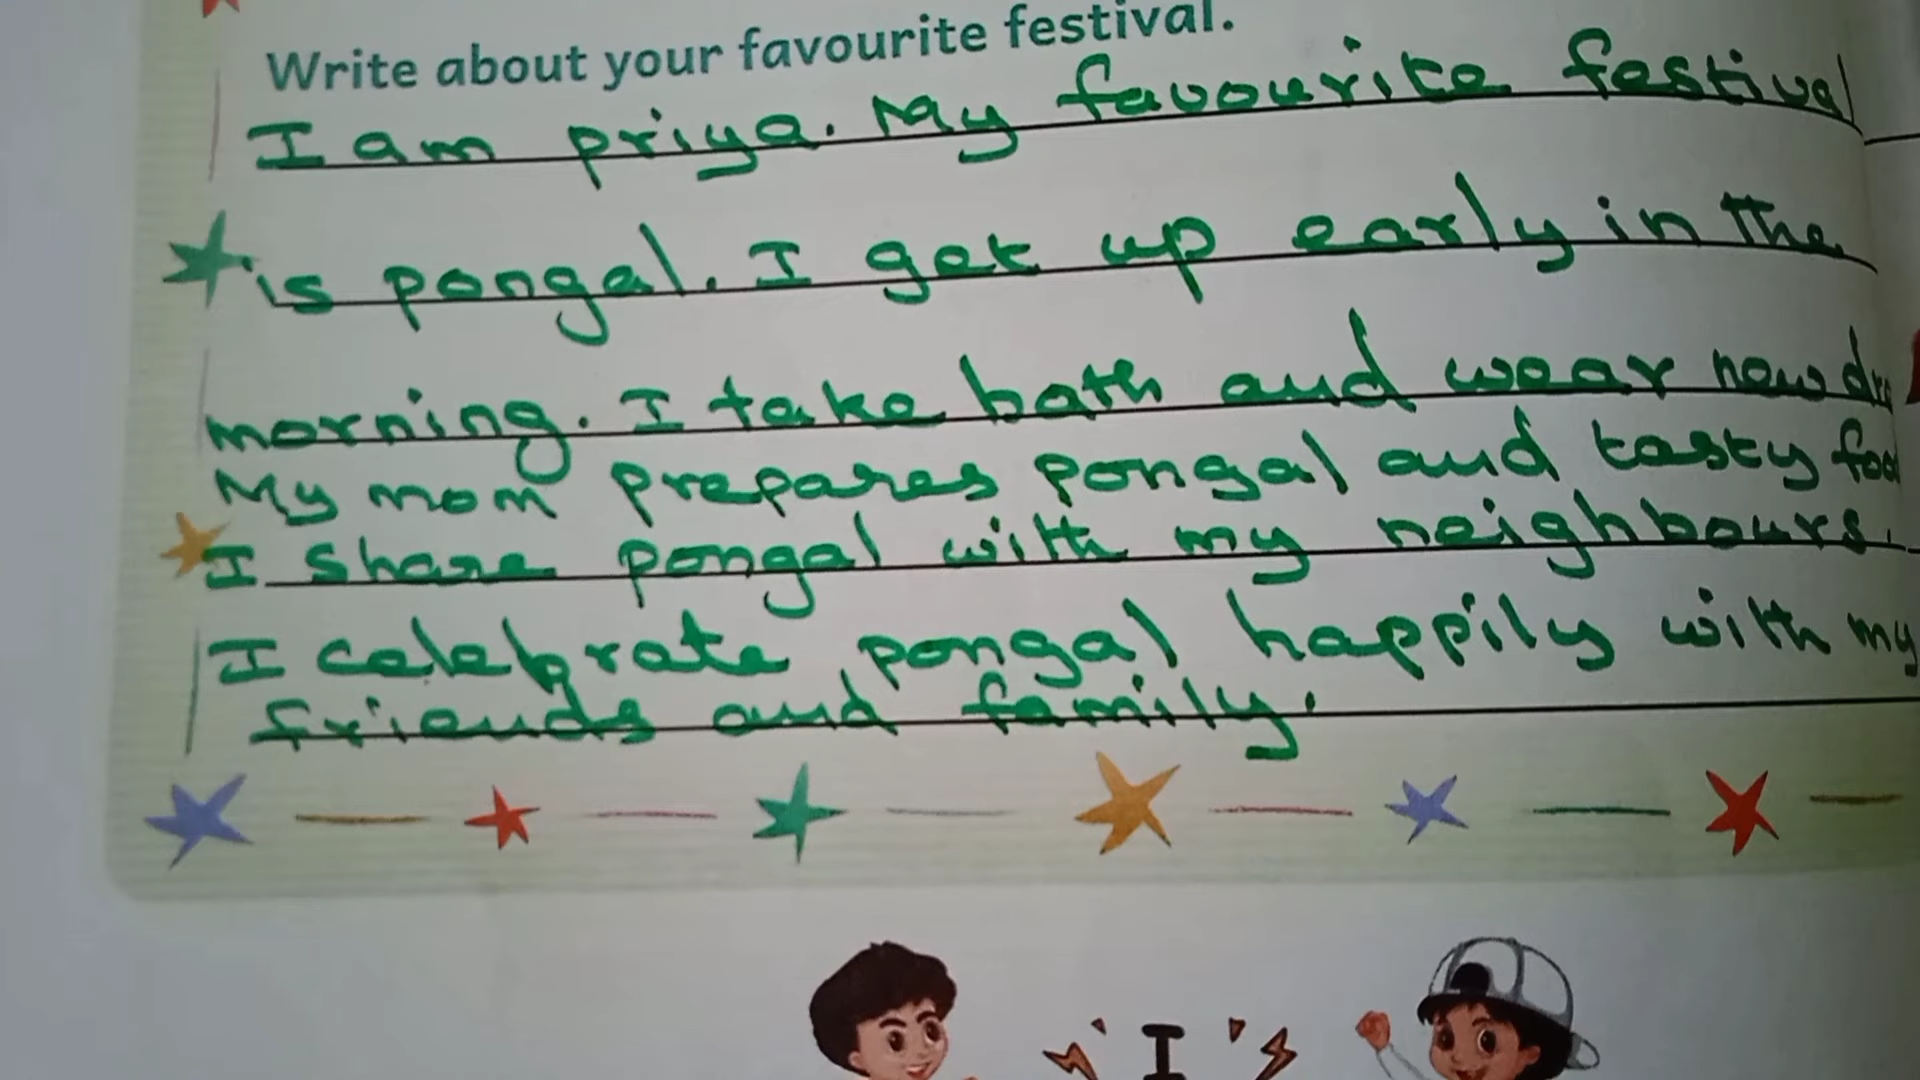 Write about your favourite festival.
I am priya. My favourite festival
is pongal. I get up early in the
morning. I take bath and wear new
My mom prepares pongal and tasty
I share pongal with my neighbours.
I celebrate pongal happily with my
friends and family.
I